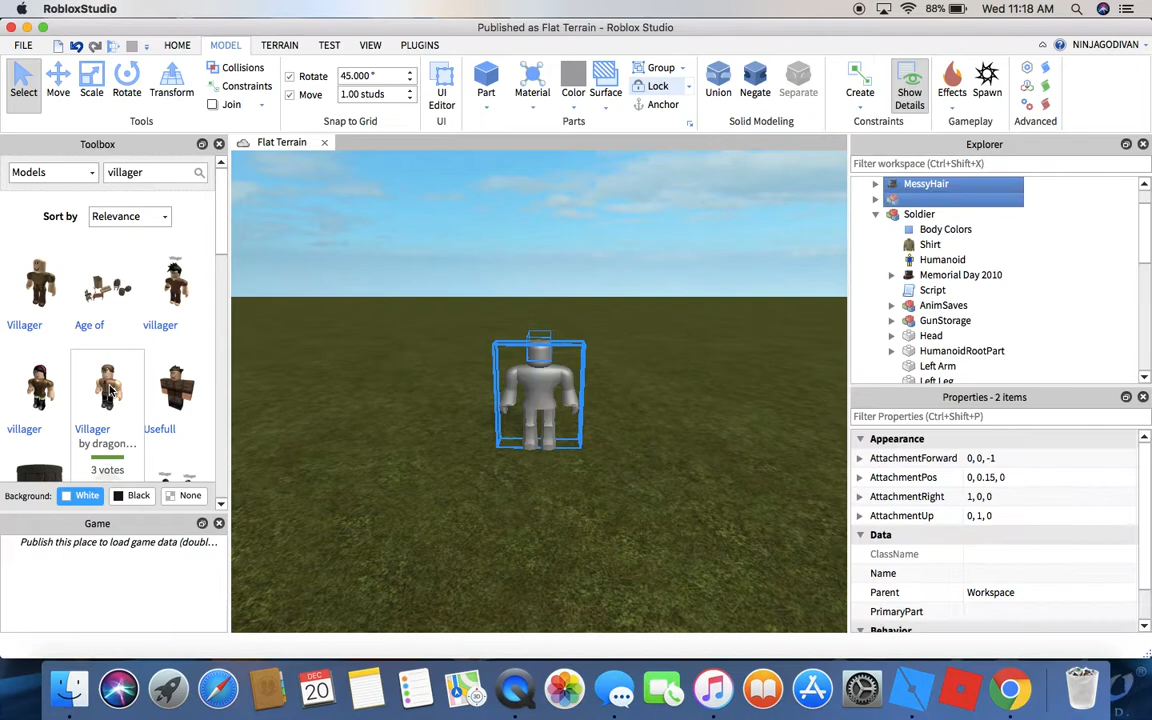 RobloxStudio
88%
Wed 11:18 AM
Published as Flat Terrain - Roblox Studio
FILE
HOME
MODEL
TERRAIN
TEST
VIEW
PLUGINS
NINJAGODIVAN
Select
Move
Scale
Rotate
Transform
Collisions
Constraints
Join
Tools
Rotate
45.000 °
Move
1.00 studs
Snap to Grid
UI
Editor
UI
Part
Material
Color
Surface
Group
Lock
Anchor
Parts
Union
Negate
Separate
Solid Modeling
Create
Show
Details
Constraints
Effects
Spawn
Gameplay
Advanced
Toolbox
Models
villager
Sort by
Relevance
Villager
Age of
villager
villager
Villager
Usefull
by dragon...
3 votes
Background:
White
Black
None
Game
Publish this place to load game data (doubl...
Flat Terrain
Explorer
Filter workspace (Ctrl+Shift+X)
MessyHair
Soldier
Body Colors
Shirt
Humanoid
Memorial Day 2010
Script
AnimSaves
GunStorage
Head
HumanoidRootPart
Left Arm
Left Leg
Properties - 2 items
Filter Properties (Ctrl+Shift+P)
Appearance
AttachmentForward 0, 0, -1
AttachmentPos 0, 0.15, 0
AttachmentRight 1, 0, 0
AttachmentUp 0, 1, 0
Data
ClassName
Name
Parent Workspace
PrimaryPart
Behavior
DEC
20